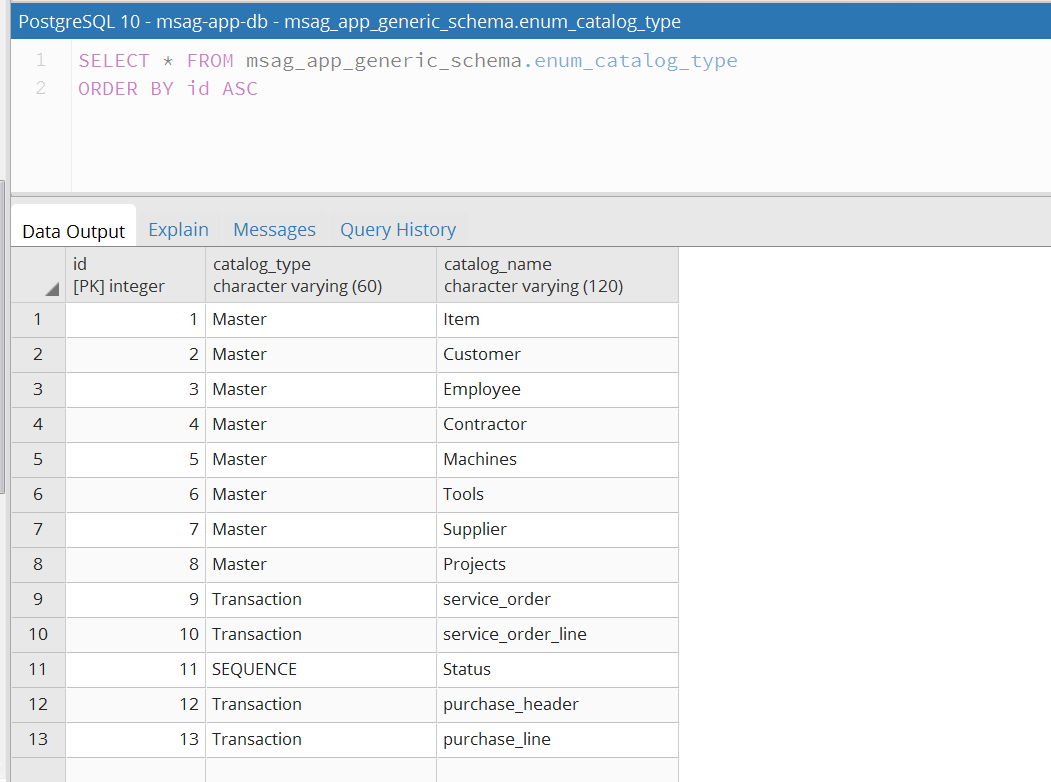 PostgreSQL 10 - msag-app-db - msag_app_generic_schema.enum_catalog_type
1 SELECT * FROM msag_app_generic_schema.enum_catalog_type
2 ORDER BY id ASC
Data Output Explain Messages Query History
id catalog_type catalog_name
[PK] integer character varying (60) character varying (120)
1 1 Master Item
2 2 Master Customer
3 3 Master Employee
4 4 Master Contractor
5 5 Master Machines
6 6 Master Tools
7 7 Master Supplier
8 8 Master Projects
9 9 Transaction service_order
10 10 Transaction service_order_line
11 11 SEQUENCE Status
12 12 Transaction purchase_header
13 13 Transaction purchase_line